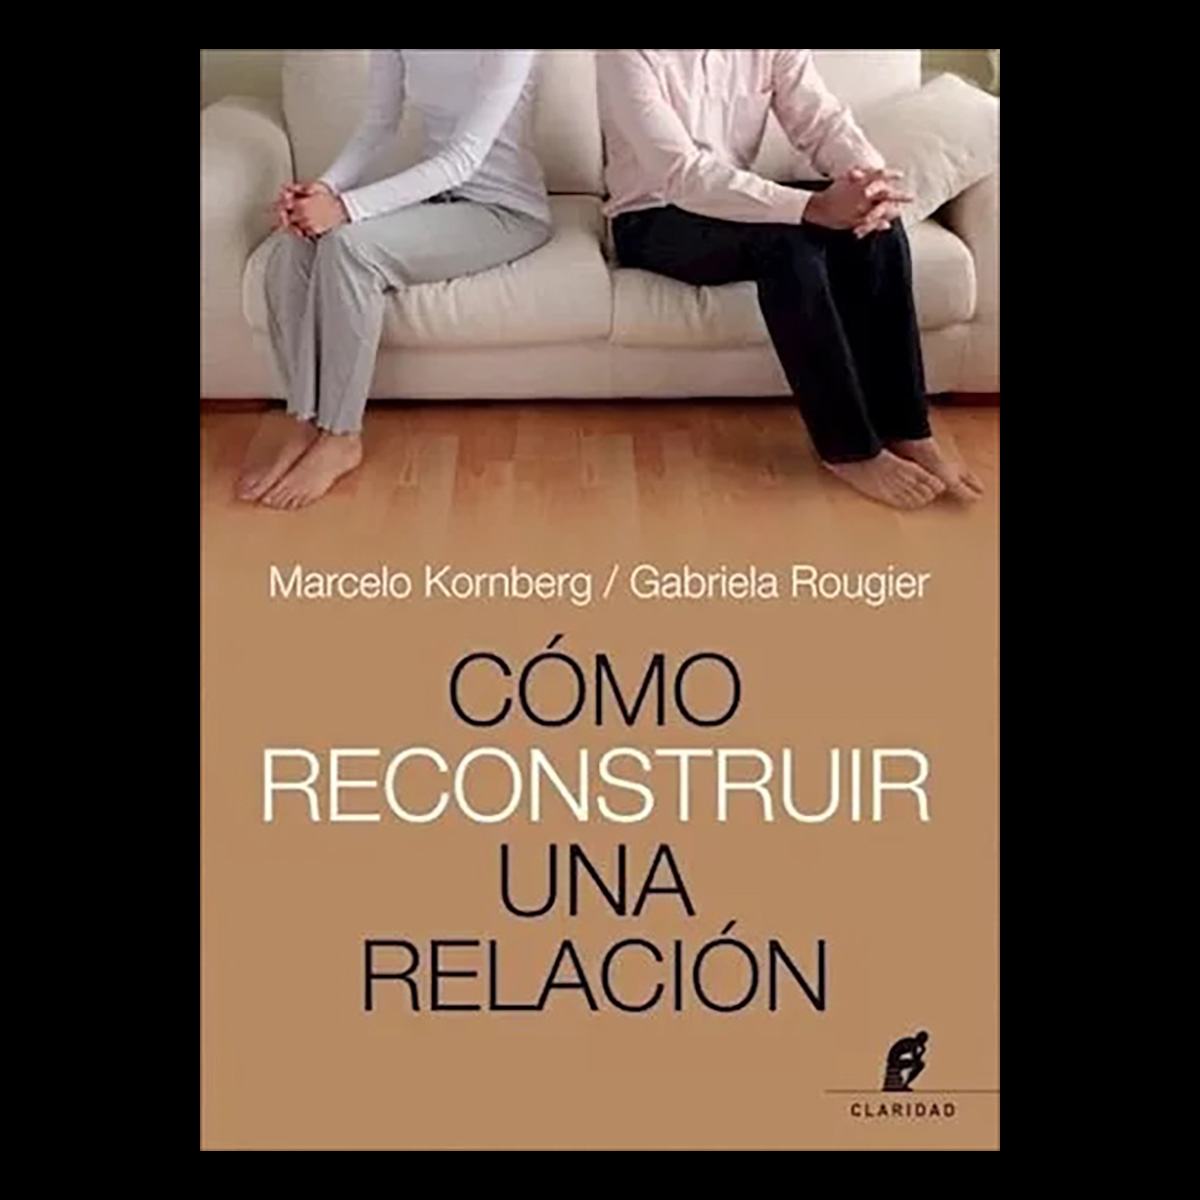 Marcelo Kornberg / Gabriela Rougier
CÓMO
RECONSTRUIR
UNA
RELACIÓN
CLARIDAD